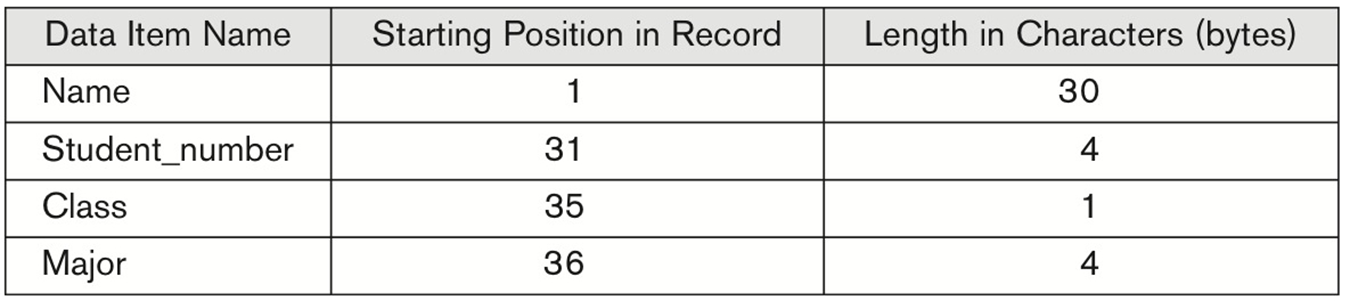 Data Item Name Starting Position in Record Length in Characters (bytes)
Name 1 30
Student_number 31 4
Class 35 1
Major 36 4